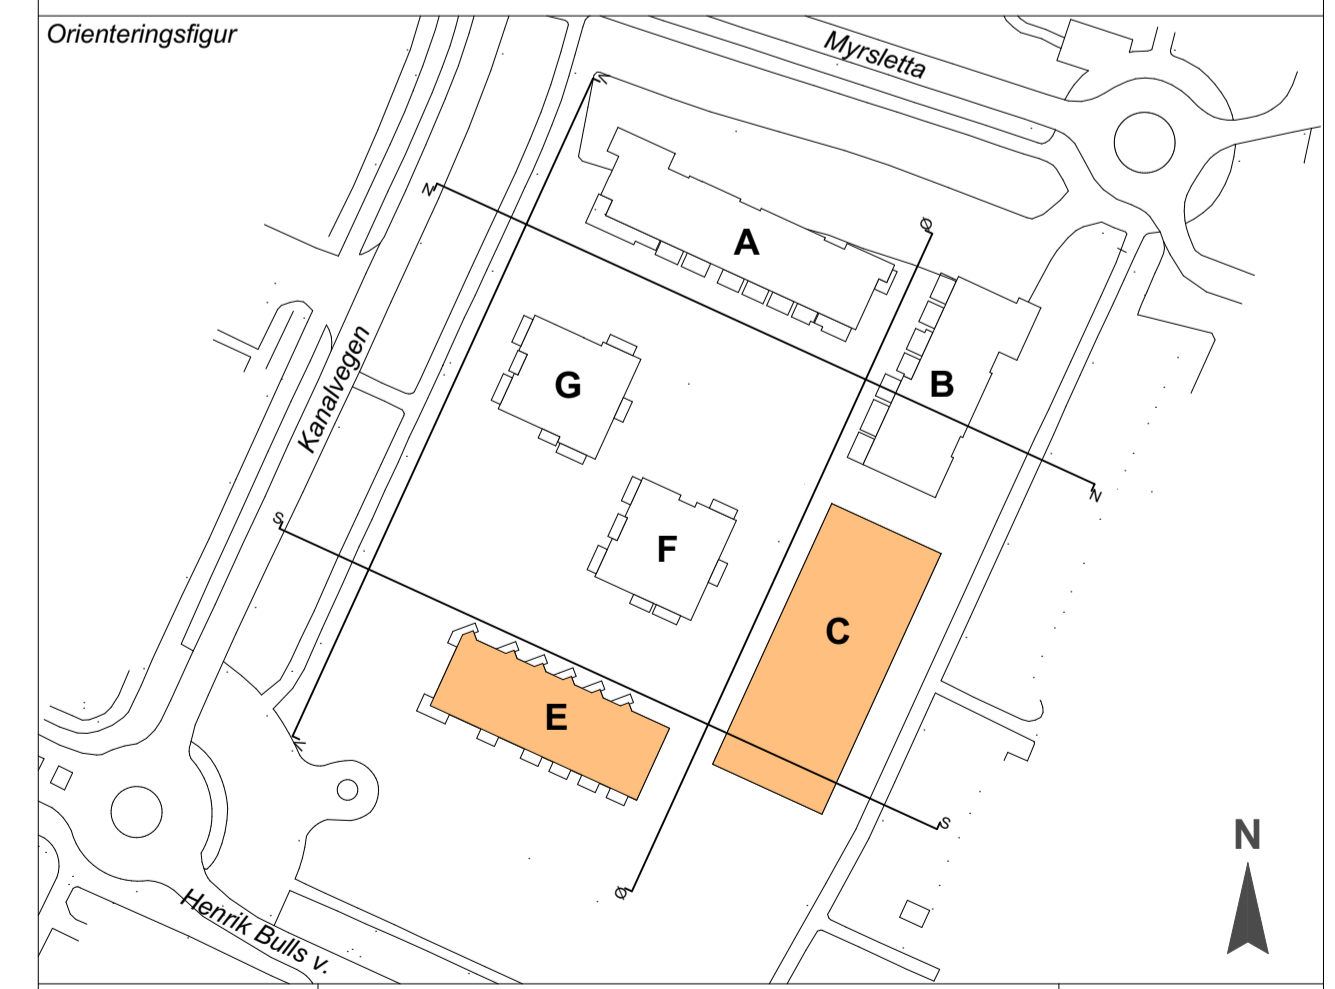 Orienteringsfigur
Myrsletta
V
N
Ø
A
Kanalvegen
G
B
N
S
F
C
E
V
S
N
Ø
Henrik Bulls v.